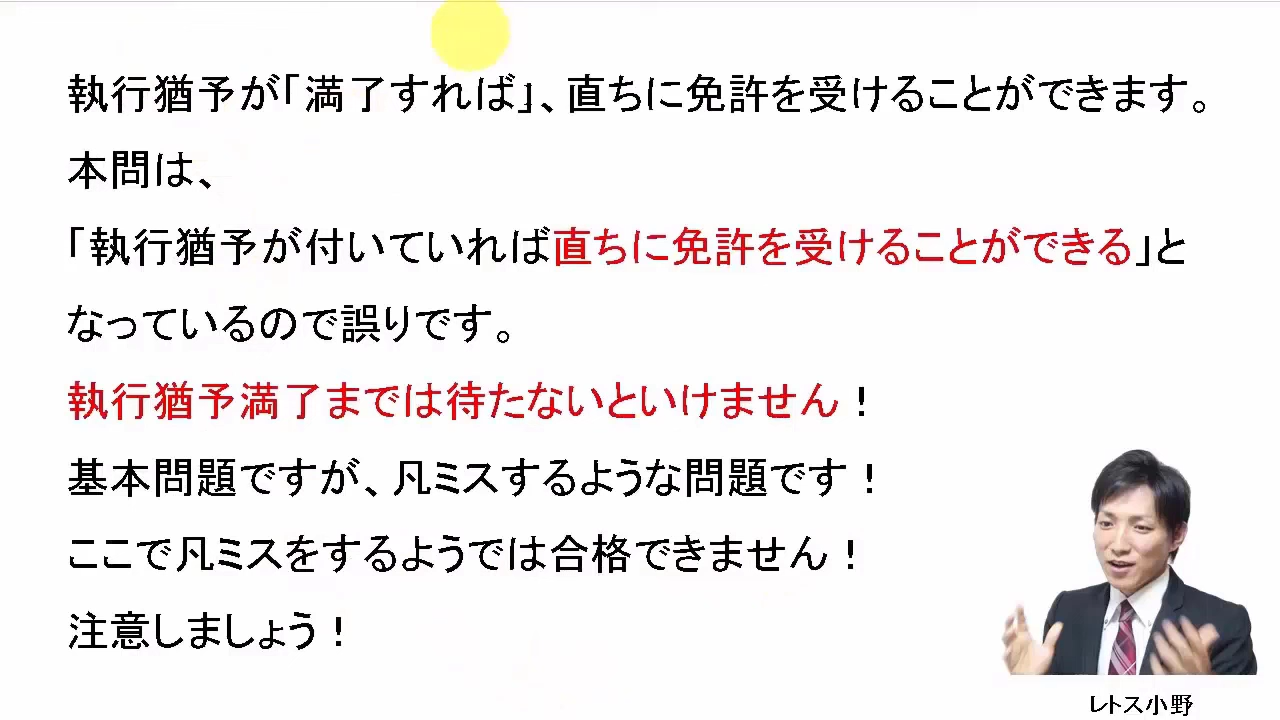 執行猶予が「満了すれば」、直ちに免許を受けることができます。
本問は、
「執行猶予が付いていれば直ちに免許を受けることができる」と
なっているので誤りです。
執行猶予満了までは待たないといけません！
基本問題ですが、凡ミスするような問題です！
ここで凡ミスをするようでは合格できません！
注意しましょう！
レトス小野